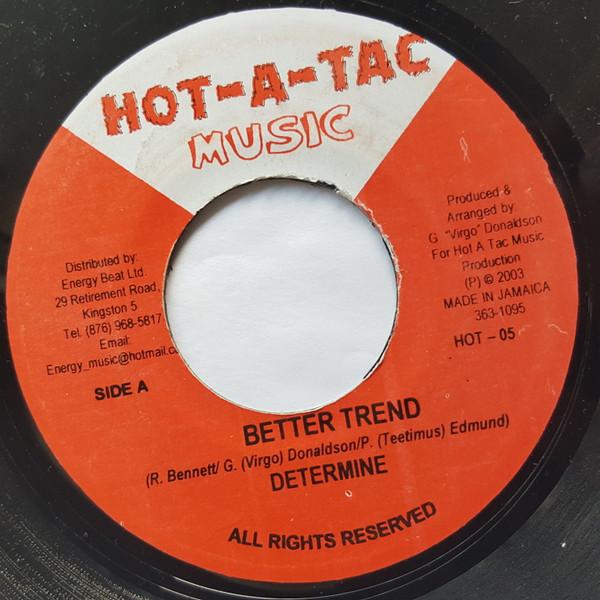 HOT-A-TAC
MUSIC
Distributed by:
Energy Beat Ltd.
29 Retirement Road,
Kingston 5
Tel. (876) 968-5817
Email:
Energy_music@hotmail.c
SIDE A
Produced &
Arranged by:
G "Virgo" Donaldson
For Hot A Tac Music
Production
(P) © 2003
MADE IN JAMAICA
363-1095
HOT – 05
BETTER TREND
(R. Bennett/ G. (Virgo) Donaldson/P. (Teetimus) Edmund)
DETERMINE
ALL RIGHTS RESERVED